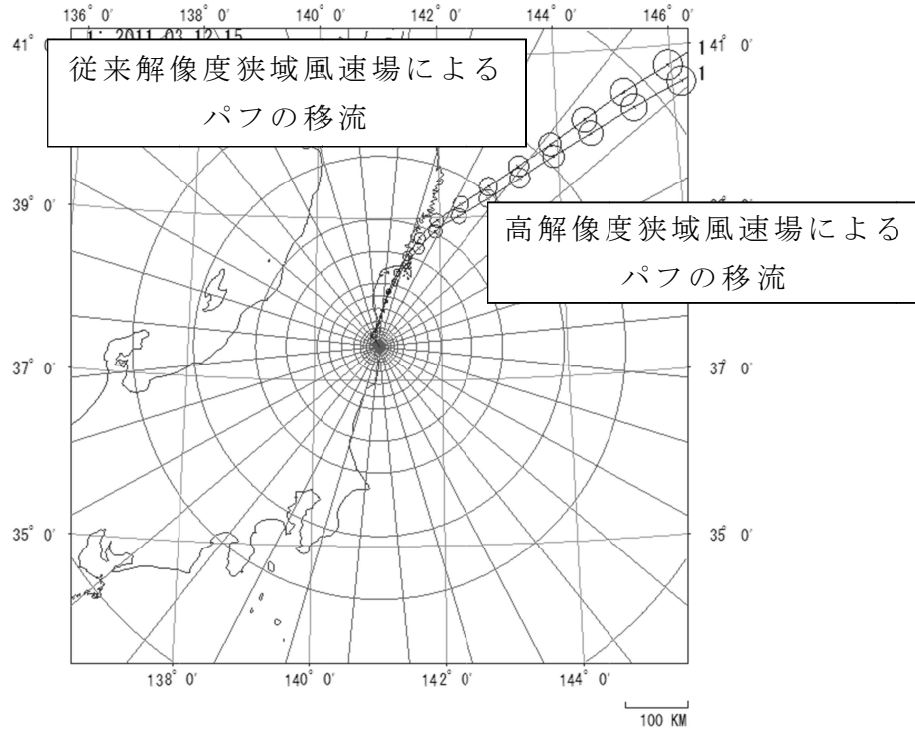 136° 0′ 138° 0′ 140° 0′ 142° 0′ 144° 0′ 146° 0′
1: 2011 03 12 15
41° 0′ 41° 0′
従来解像度狭域風速場による
パフの移流
1
1
39° 0′
高解像度狭域風速場による
パフの移流
37° 0′ 37° 0′
35° 0′ 35° 0′
138° 0′ 140° 0′ 142° 0′ 144° 0′
100 KM